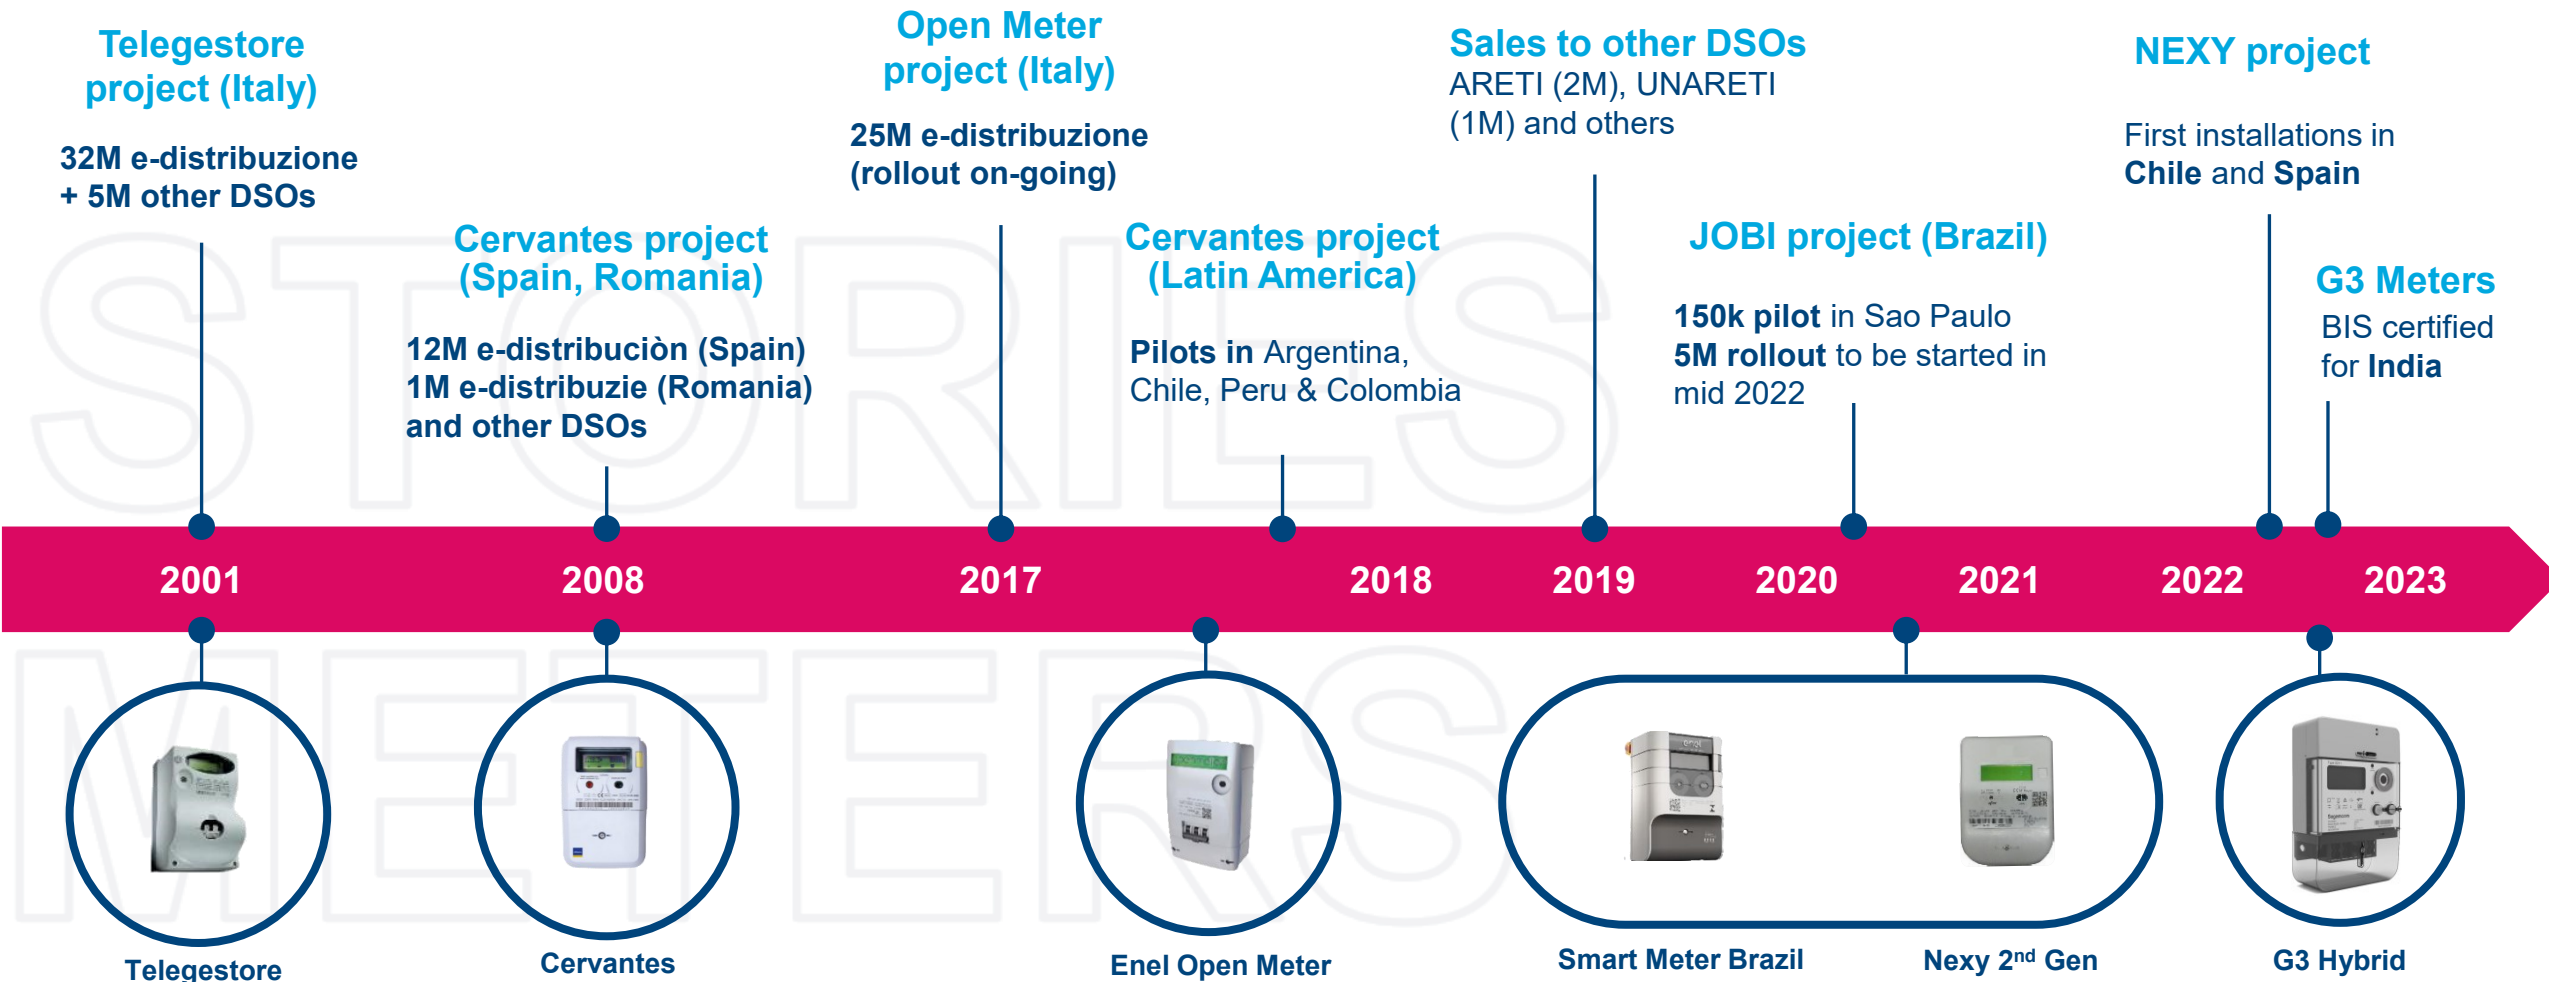 Telegestore
project (Italy)
32M e-distribuzione
+ 5M other DSOs
Cervantes project
(Spain, Romania)
12M e-distribuciòn (Spain)
1M e-distribuzie (Romania)
and other DSOs
Open Meter
project (Italy)
25M e-distribuzione
(rollout on-going)
Cervantes project
(Latin America)
Pilots in Argentina,
Chile, Peru & Colombia
Sales to other DSOs
ARETI (2M), UNARETI
(1M) and others
JOBI project (Brazil)
150k pilot in Sao Paulo
5M rollout to be started in
mid 2022
NEXY project
First installations in
Chile and Spain
G3 Meters
BIS certified
for India
STORIES
2001 2008 2017 2018 2019 2020 2021 2022 2023
METERS
enel
Telegestore
Cervantes
Enel Open Meter
Smart Meter Brazil
Nexy 2nd Gen
G3 Hybrid